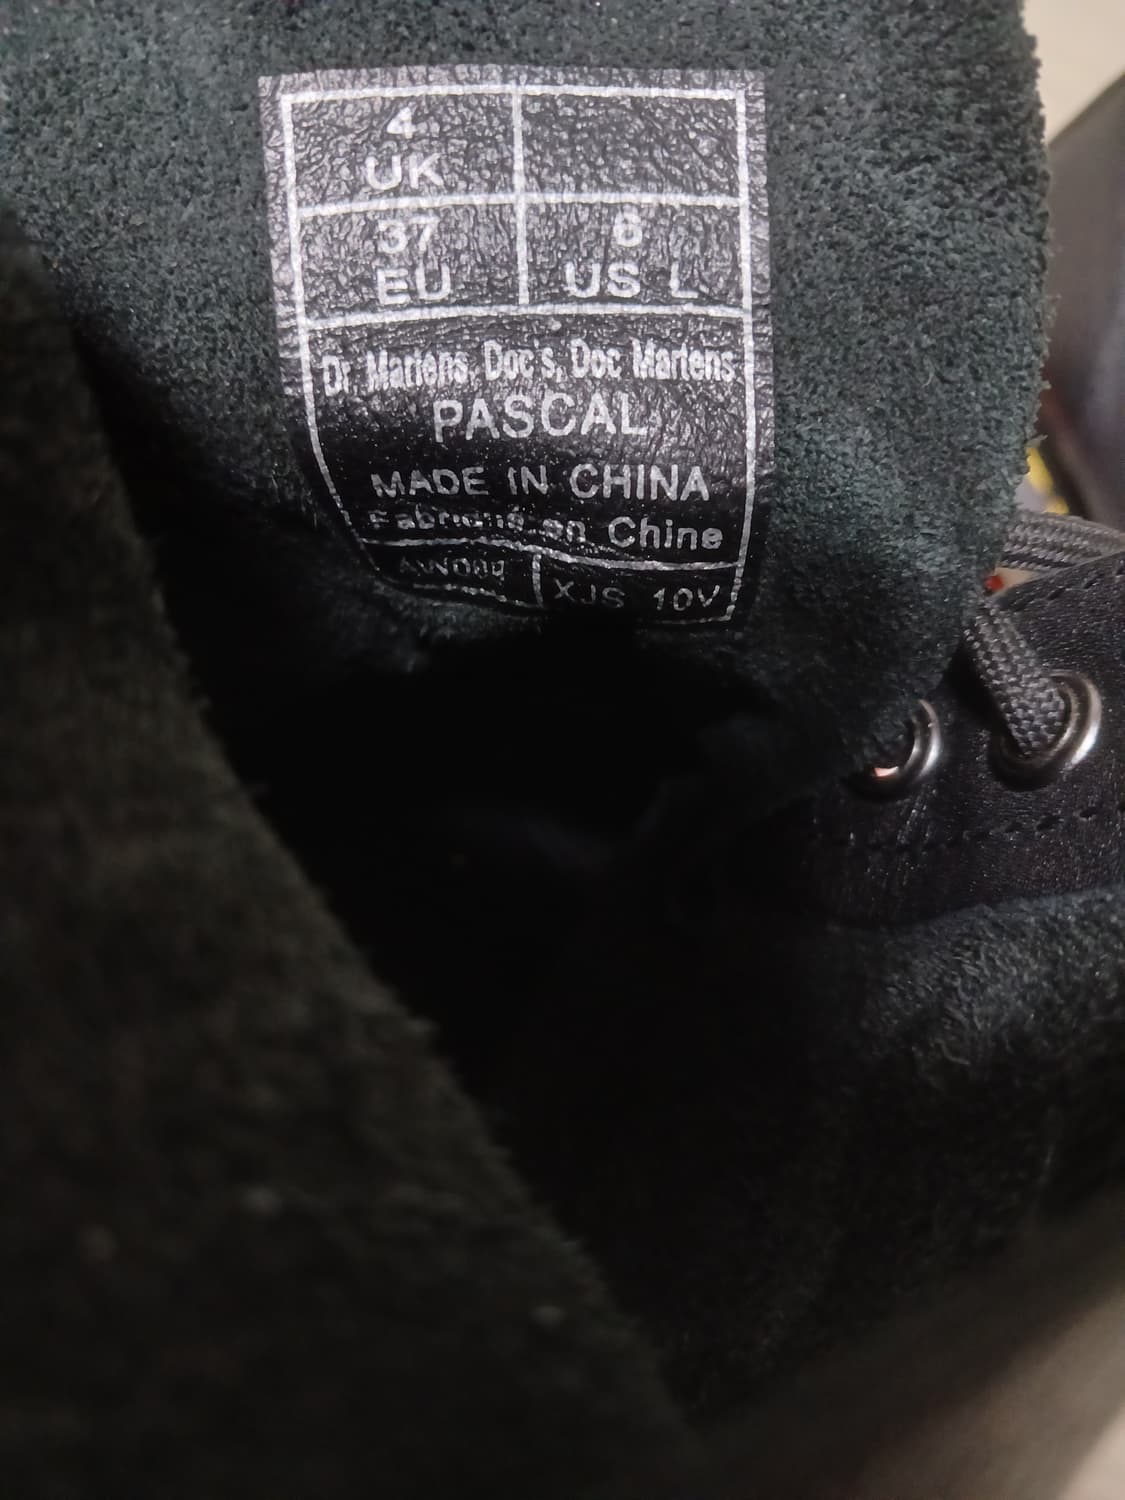 4
UK
37
EU
6
US L
Dr. Martens, Doc's, Doc Martens
PASCAL
MADE IN CHINA
Fabriqué en Chine
XJS 10V